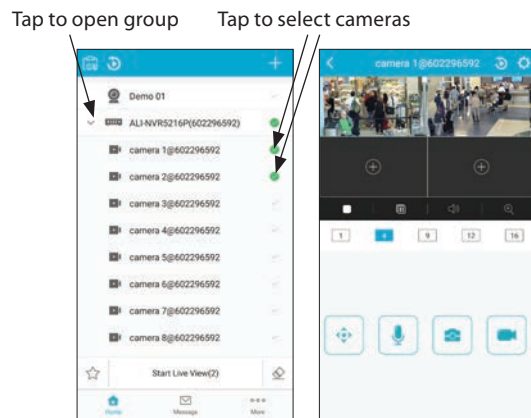 Tap to open group
Tap to select cameras
Demo 01
ALI-NVR5216P(602296592)
camera 1@602296592
camera 2@602296592
camera 3@602296592
camera 4@602296592
camera 5@602296592
camera 6@602296592
camera 7@602296592
camera 8@602296592
Start Live View(2)
Home
Message
More
camera 1@602296592
1
4
9
12
16